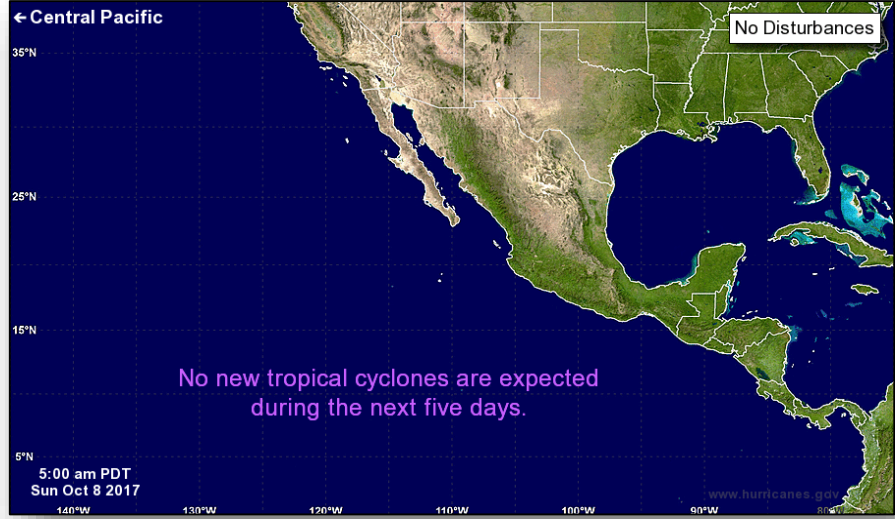 ←Central Pacific
No Disturbances
35°N
25°N
15°N
No new tropical cyclones are expected
during the next five days.
5°N
5:00 am PDT
Sun Oct 8 2017
www.hurricanes.gov
140°W 130°W 120°W 110°W 100°W 90°W 80°W